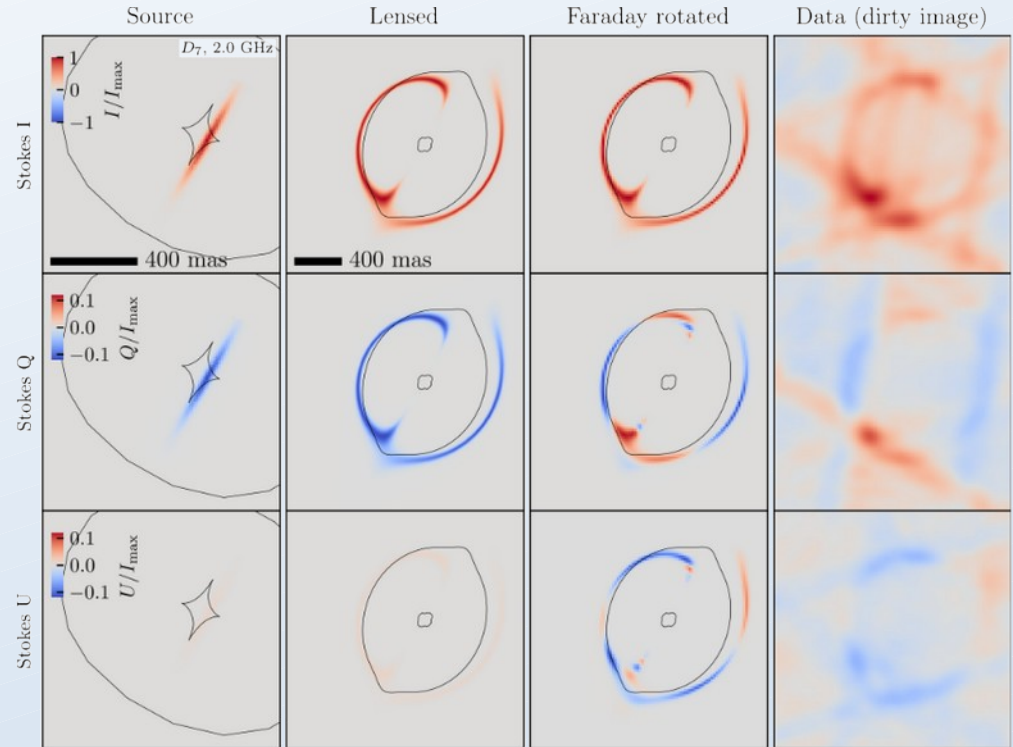 Source Lensed Faraday rotated Data (dirty image)
Stokes I
D7, 2.0 GHz
1
0
−1
I/Imax
400 mas 400 mas
Stokes Q
0.1
0.0
−0.1
Q/Imax
Stokes U
0.1
0.0
−0.1
U/Imax